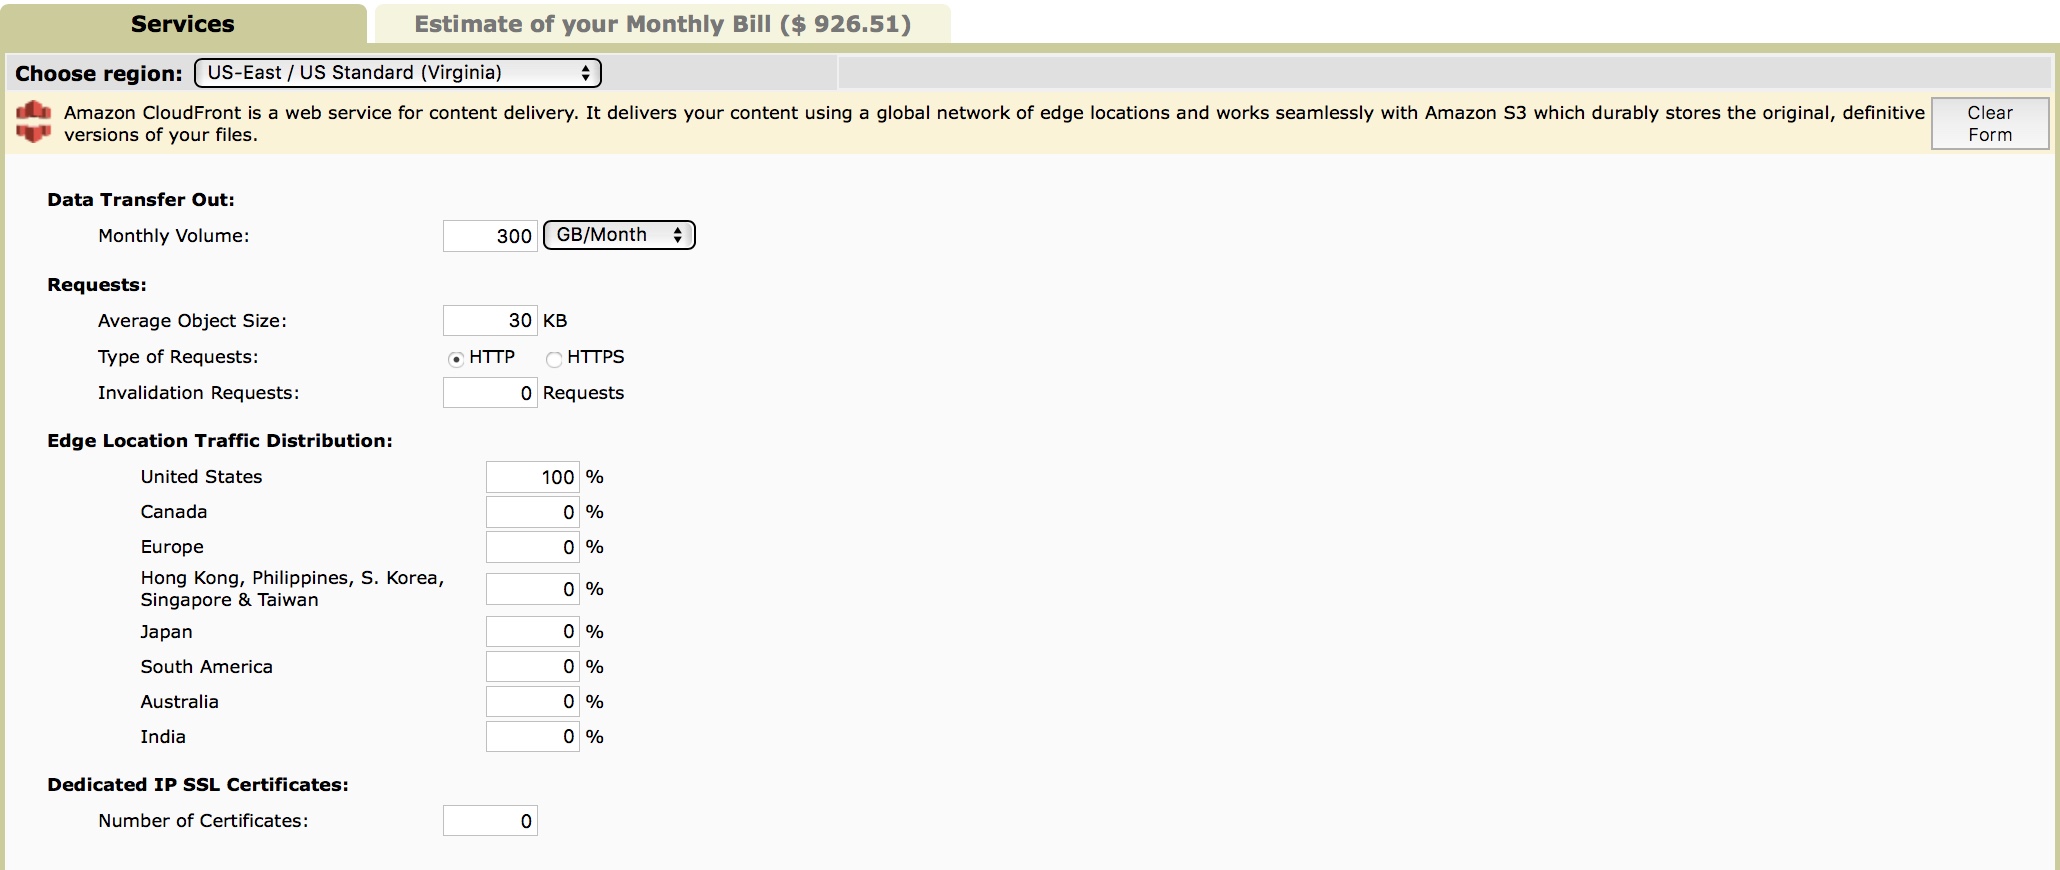 Services
Estimate of your Monthly Bill ($ 926.51)
Choose region: US-East / US Standard (Virginia)
Amazon CloudFront is a web service for content delivery. It delivers your content using a global network of edge locations and works seamlessly with Amazon S3 which durably stores the original, definitive
versions of your files.
Clear
Form
Data Transfer Out:
Monthly Volume: 300 GB/Month
Requests:
Average Object Size: 30 KB
Type of Requests: HTTP HTTPS
Invalidation Requests: 0 Requests
Edge Location Traffic Distribution:
United States 100 %
Canada 0 %
Europe 0 %
Hong Kong, Philippines, S. Korea,
Singapore & Taiwan 0 %
Japan 0 %
South America 0 %
Australia 0 %
India 0 %
Dedicated IP SSL Certificates:
Number of Certificates: 0